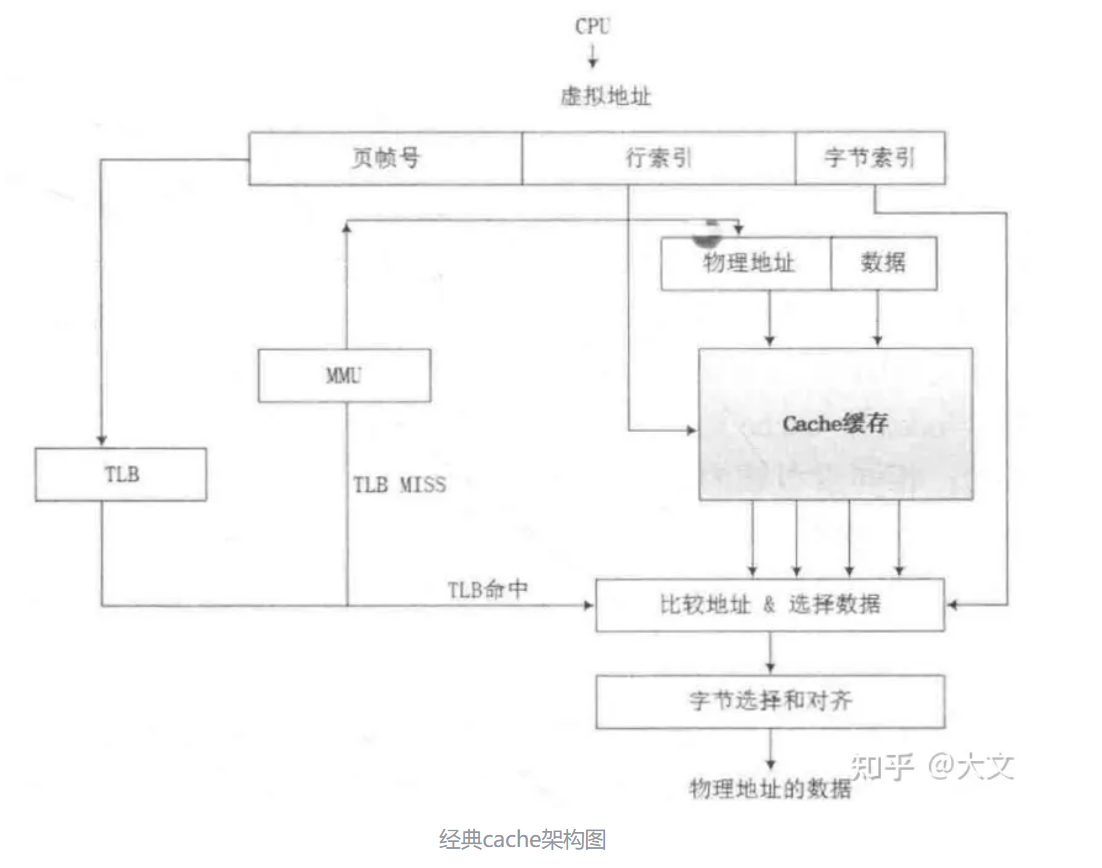 CPU
虚拟地址
页帧号 行索引 字节索引
物理地址 数据
MMU
Cache缓存
TLB
TLB MISS
TLB命中
比较地址 & 选择数据
字节选择和对齐
知乎 @大文
物理地址的数据
经典cache架构图